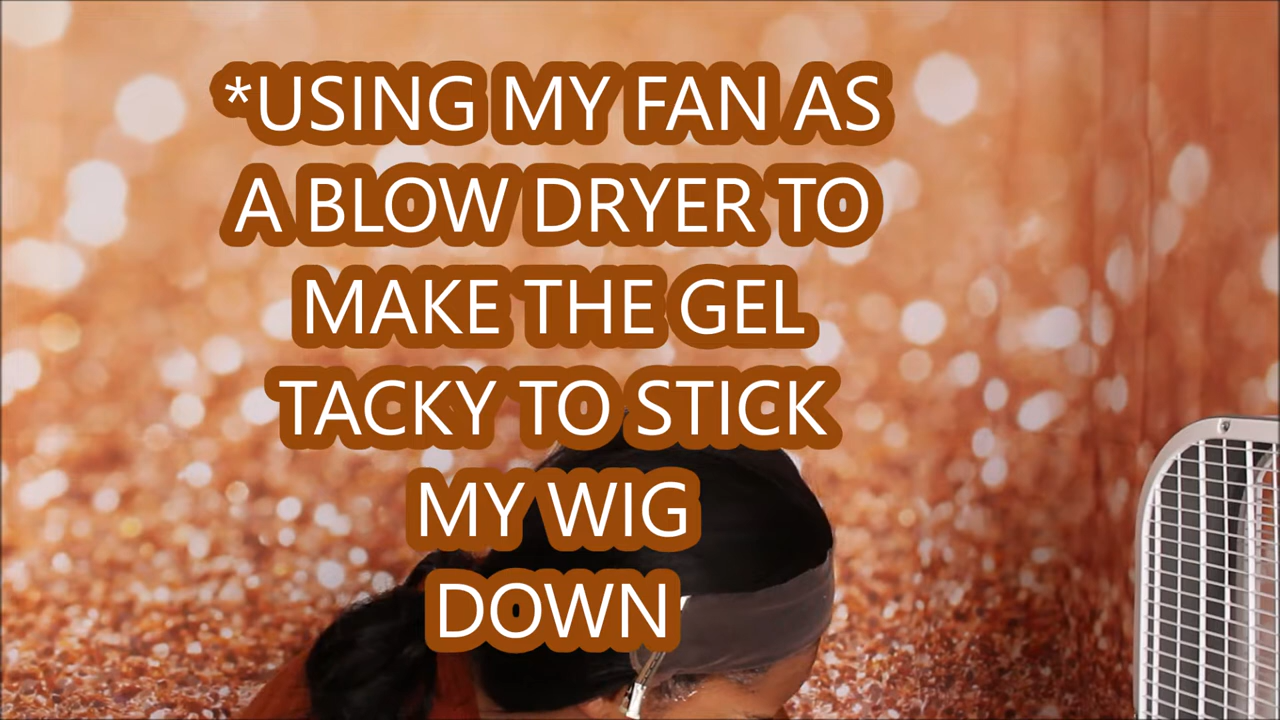 *USING MY FAN AS
A BLOW DRYER TO
MAKE THE GEL
TACKY TO STICK
MY WIG
DOWN